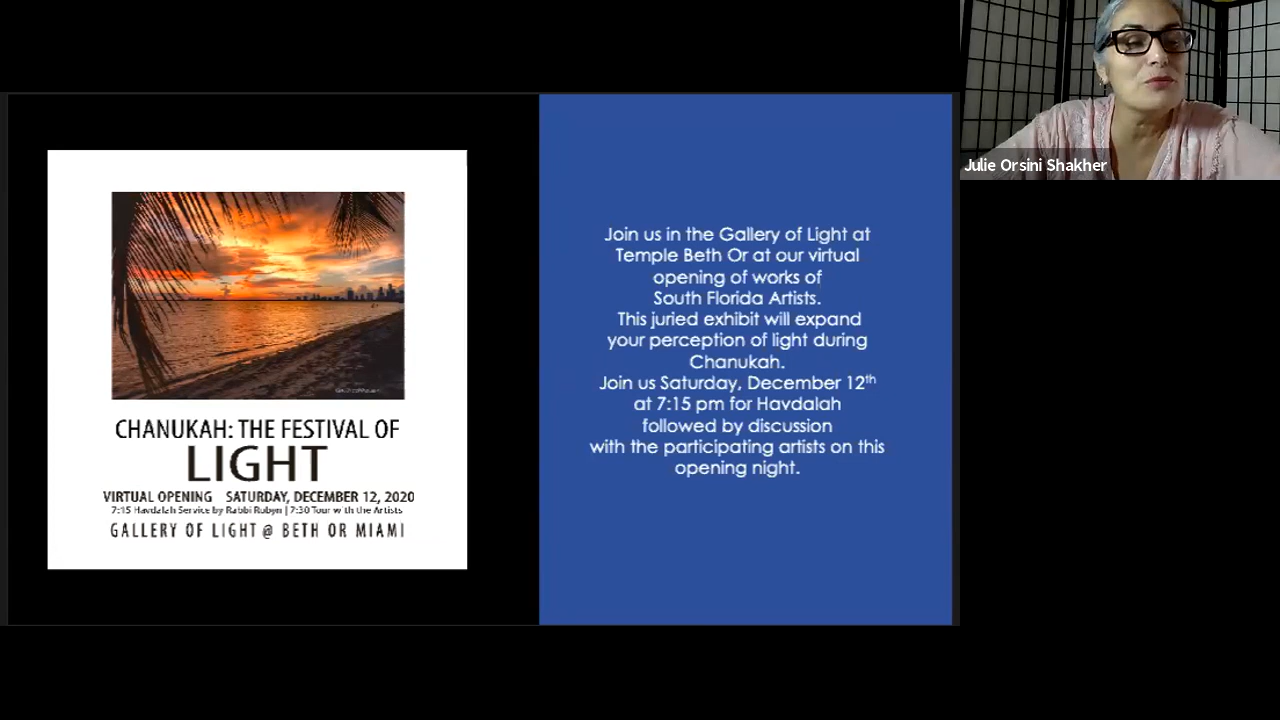 CHANUKAH: THE FESTIVAL OF
LIGHT
VIRTUAL OPENING SATURDAY, DECEMBER 12, 2020
7:15 Havdalah Service by Rabbi Robyn | 7:30 Tour with the Artists
GALLERY OF LIGHT @ BETH OR MIAMI
Join us in the Gallery of Light at
Temple Beth Or at our virtual
opening of works of
South Florida Artists.
This juried exhibit will expand
your perception of light during
Chanukah.
Join us Saturday, December 12th
at 7:15 pm for Havdalah
followed by discussion
with the participating artists on this
opening night.
Julie Orsini Shakher